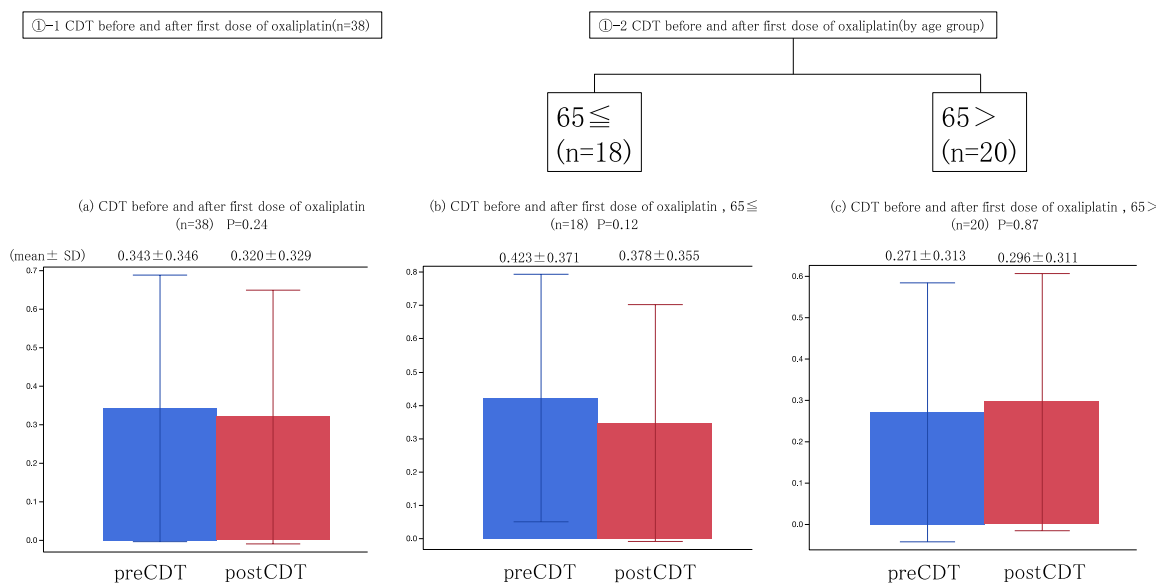 ①-1 CDT before and after first dose of oxaliplatin(n=38)
①-2 CDT before and after first dose of oxaliplatin(by age group)
65≦
(n=18)
65>
(n=20)
(a) CDT before and after first dose of oxaliplatin
(n=38) P=0.24
(mean± SD)
0.343±0.346
0.320±0.329
0.7
0.6
0.5
0.4
0.3
0.2
0.1
0.0
preCDT
postCDT
(b) CDT before and after first dose of oxaliplatin , 65≦
(n=18) P=0.12
0.423±0.371
0.378±0.355
0.8
0.7
0.6
0.5
0.4
0.3
0.2
0.1
0.0
preCDT
postCDT
(c) CDT before and after first dose of oxaliplatin , 65>
(n=20) P=0.87
0.271±0.313
0.296±0.311
0.6
0.5
0.4
0.3
0.2
0.1
0.0
preCDT
postCDT